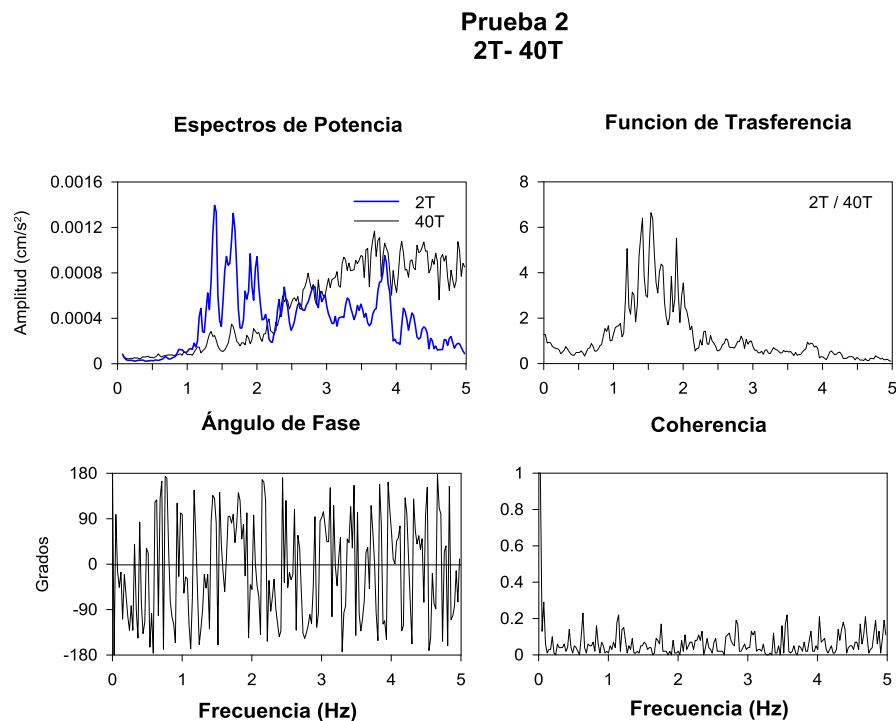 Prueba 2
2T- 40T
Espectros de Potencia
Funcion de Trasferencia
Amplitud (cm/s²)
0.0016
0.0012
0.0008
0.0004
0
2T
40T
0 1 2 3 4 5
8
6
4
2
0
2T / 40T
0 1 2 3 4 5
Ángulo de Fase
Coherencia
Grados
180
90
0
-90
-180
0 1 2 3 4 5
Frecuencia (Hz)
1
0.8
0.6
0.4
0.2
0
0 1 2 3 4 5
Frecuencia (Hz)